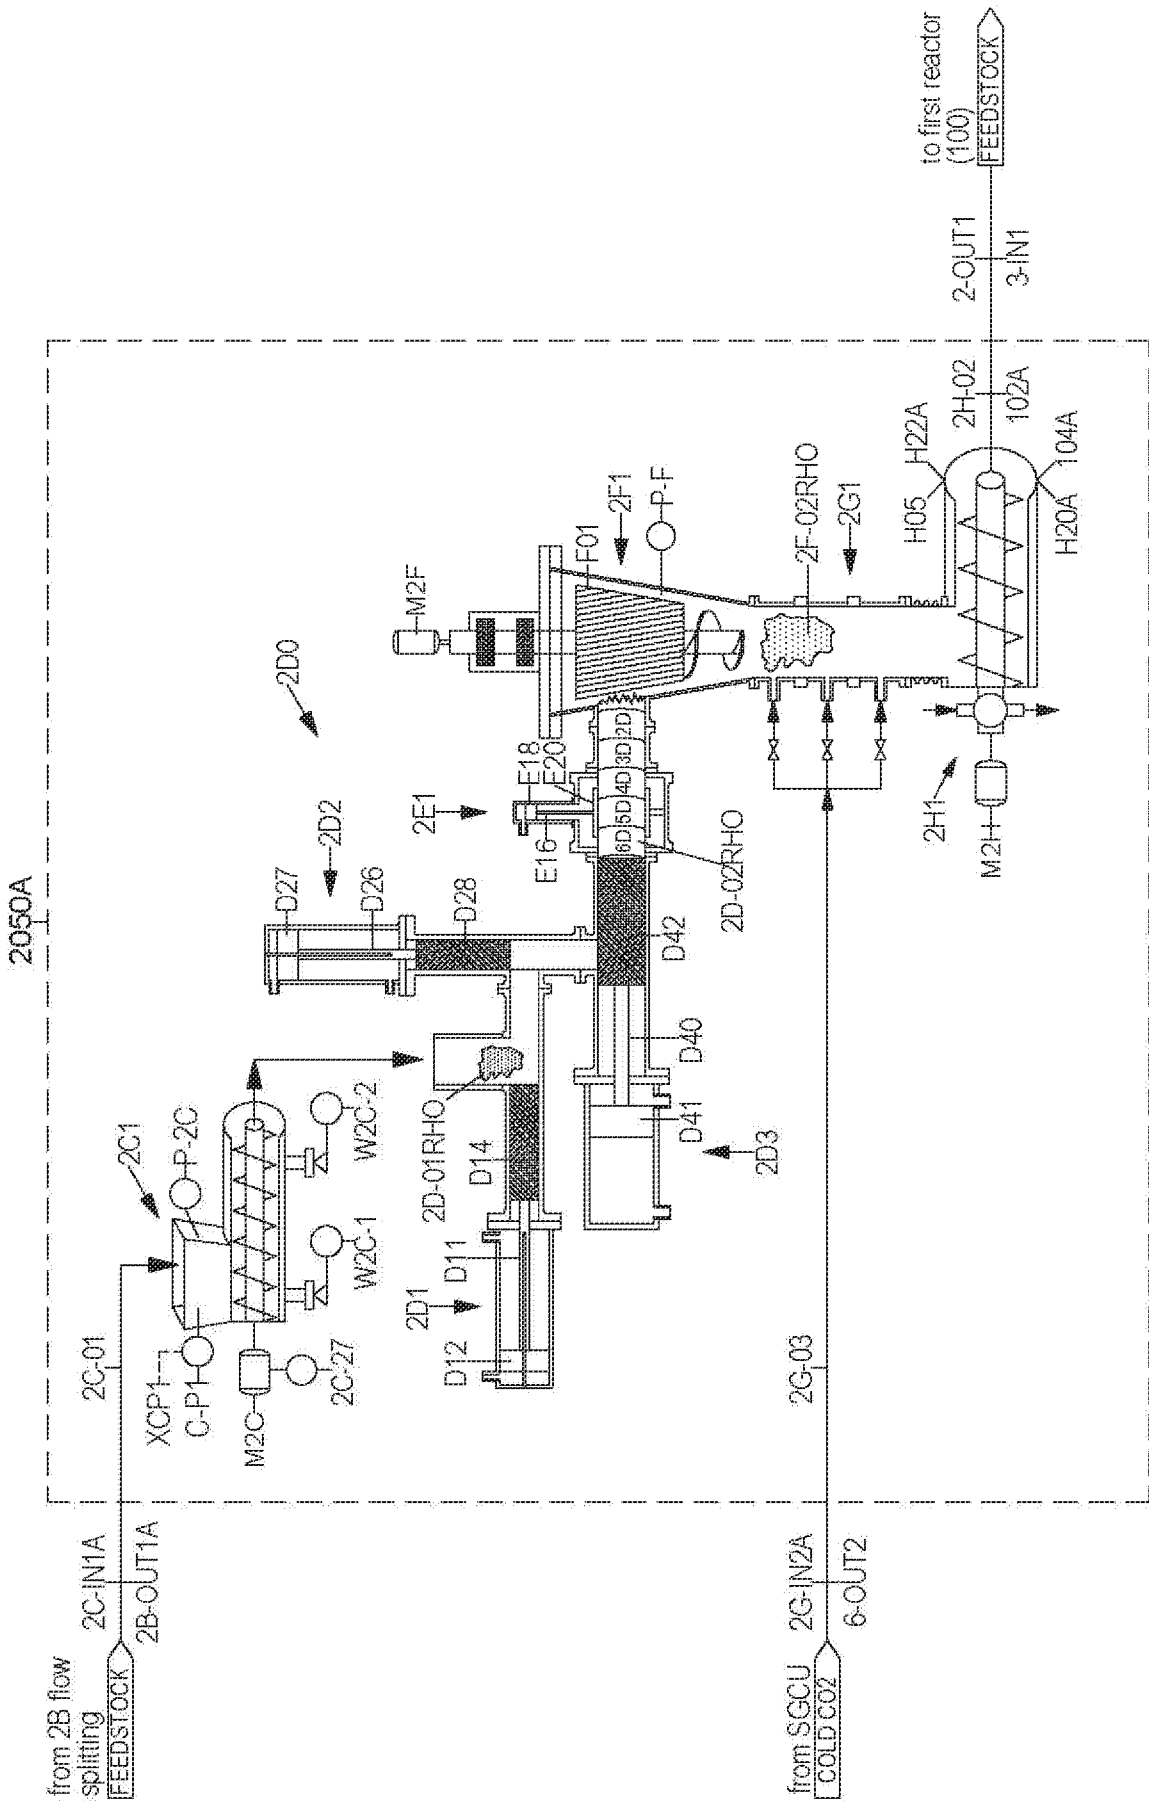 from 2B flow
splitting
FEEDSTOCK
2C-IN1A
2B-OUT1A
2C-01
2050A
XCP1
C-P1
M2C
2C-27
2C1
P-2C
W2C-1
W2C-2
2D-01RHO
D14
D11
2D1
D12
2D2
D27
D26
D28
2D0
2E1
E18
E20
E16
6D
5D
4D
3D
2D
2D-02RHO
D42
D40
D41
2D3
M2F
F01
2F1
P-F
2F-02RHO
2G1
H05
H22A
H20A
104A
2H-02
102A
2-OUT1
3-IN1
to first reactor
(100)
FEEDSTOCK
2H1
M2H
from SGCU
COLD CO2
2G-IN2A
6-OUT2
2G-03